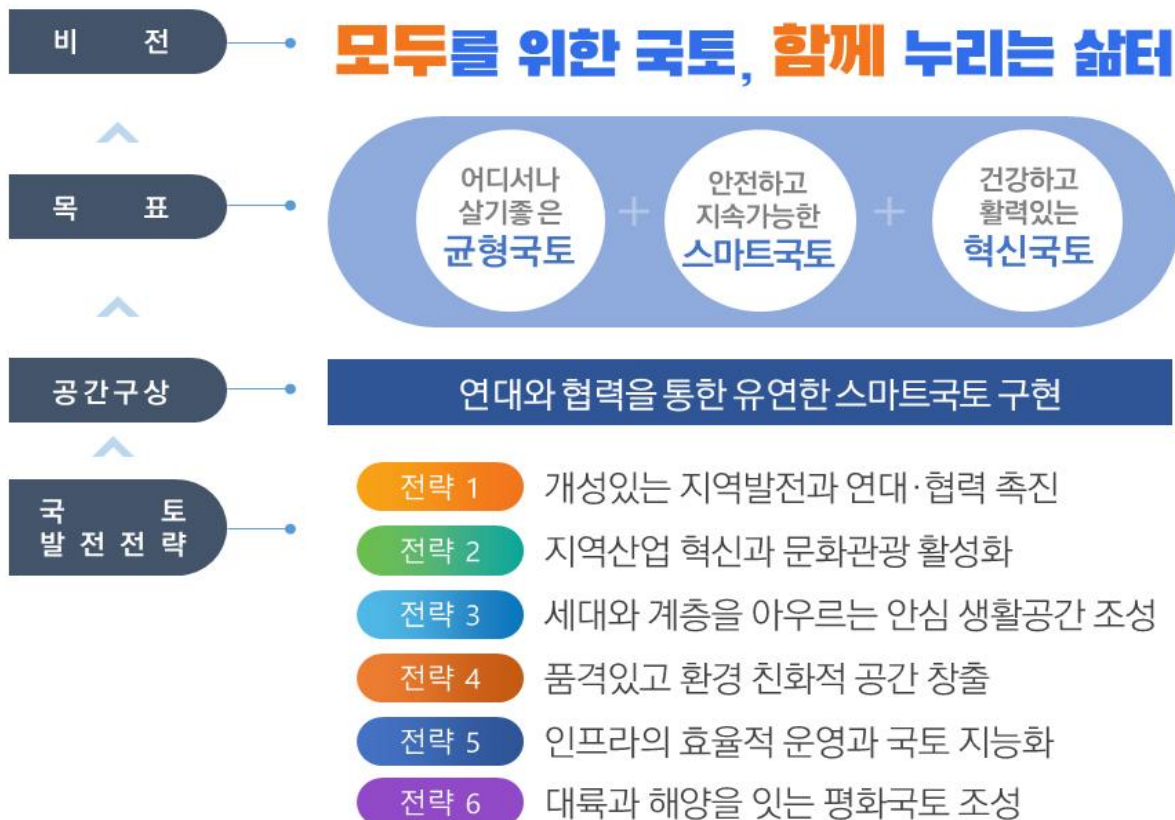 비 전
모두를 위한 국토, 함께 누리는 삶터
목 표
어디서나
살기좋은
균형국토
+
안전하고
지속가능한
스마트국토
+
건강하고
활력있는
혁신국토
공간구상
연대와 협력을 통한 유연한 스마트국토 구현
국 토
발 전 전 략
전략 1 개성있는 지역발전과 연대·협력 촉진
전략 2 지역산업 혁신과 문화관광 활성화
전략 3 세대와 계층을 아우르는 안심 생활공간 조성
전략 4 품격있고 환경 친화적 공간 창출
전략 5 인프라의 효율적 운영과 국토 지능화
전략 6 대륙과 해양을 잇는 평화국토 조성